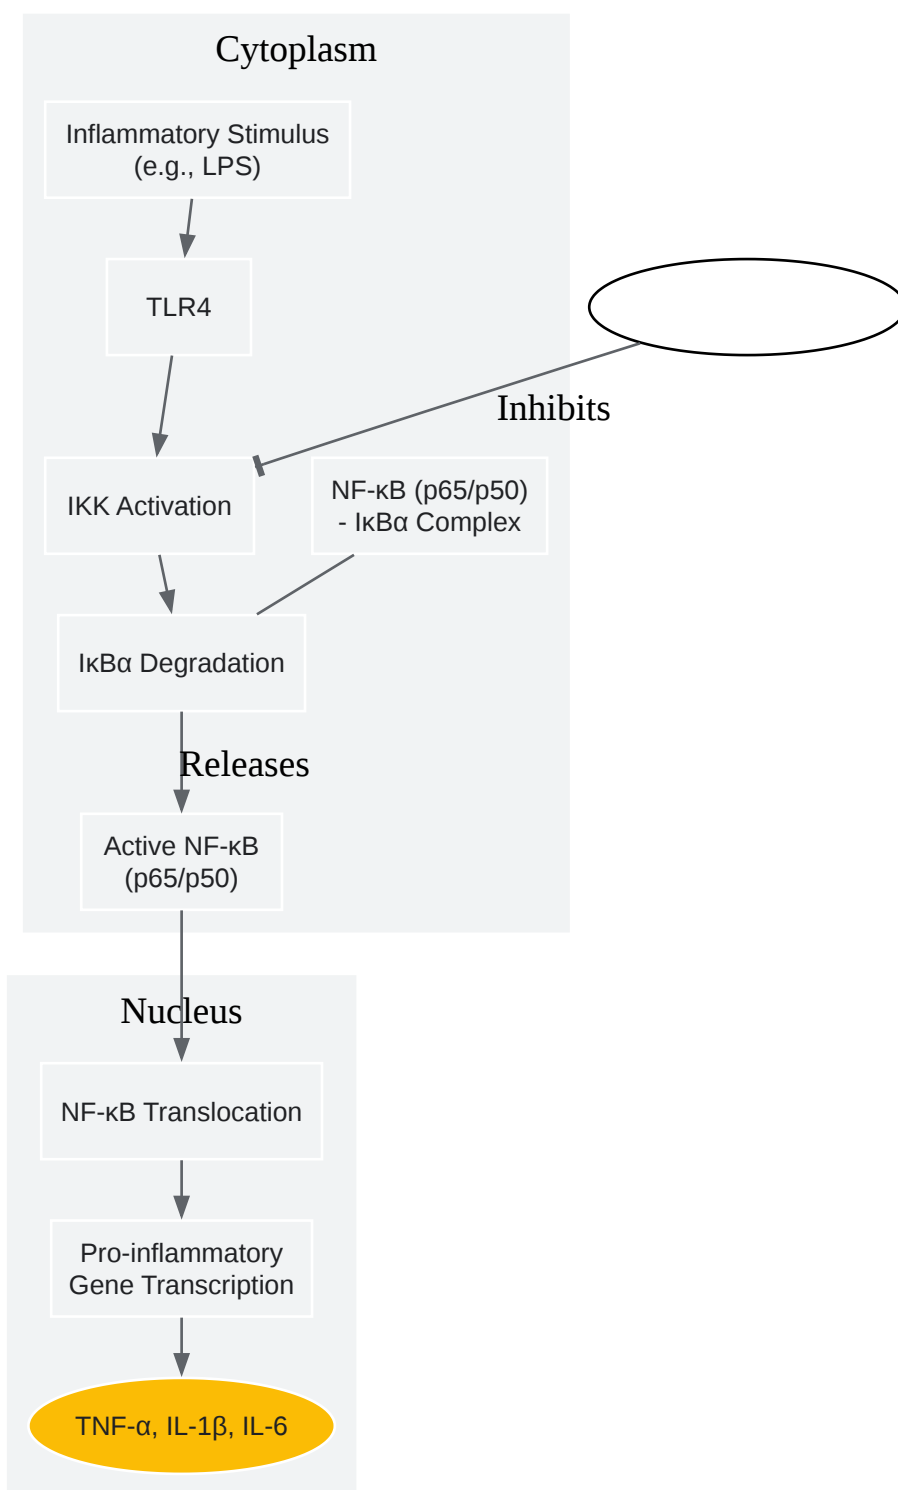 Cytoplasm
Inflammatory Stimulus
(e.g., LPS)
TLR4
Inhibits
IKK Activation
NF-κB (p65/p50)
- IκBα Complex
IκBα Degradation
Releases
Active NF-κB
(p65/p50)
Nucleus
NF-κB Translocation
Pro-inflammatory
Gene Transcription
TNF-α, IL-1β, IL-6